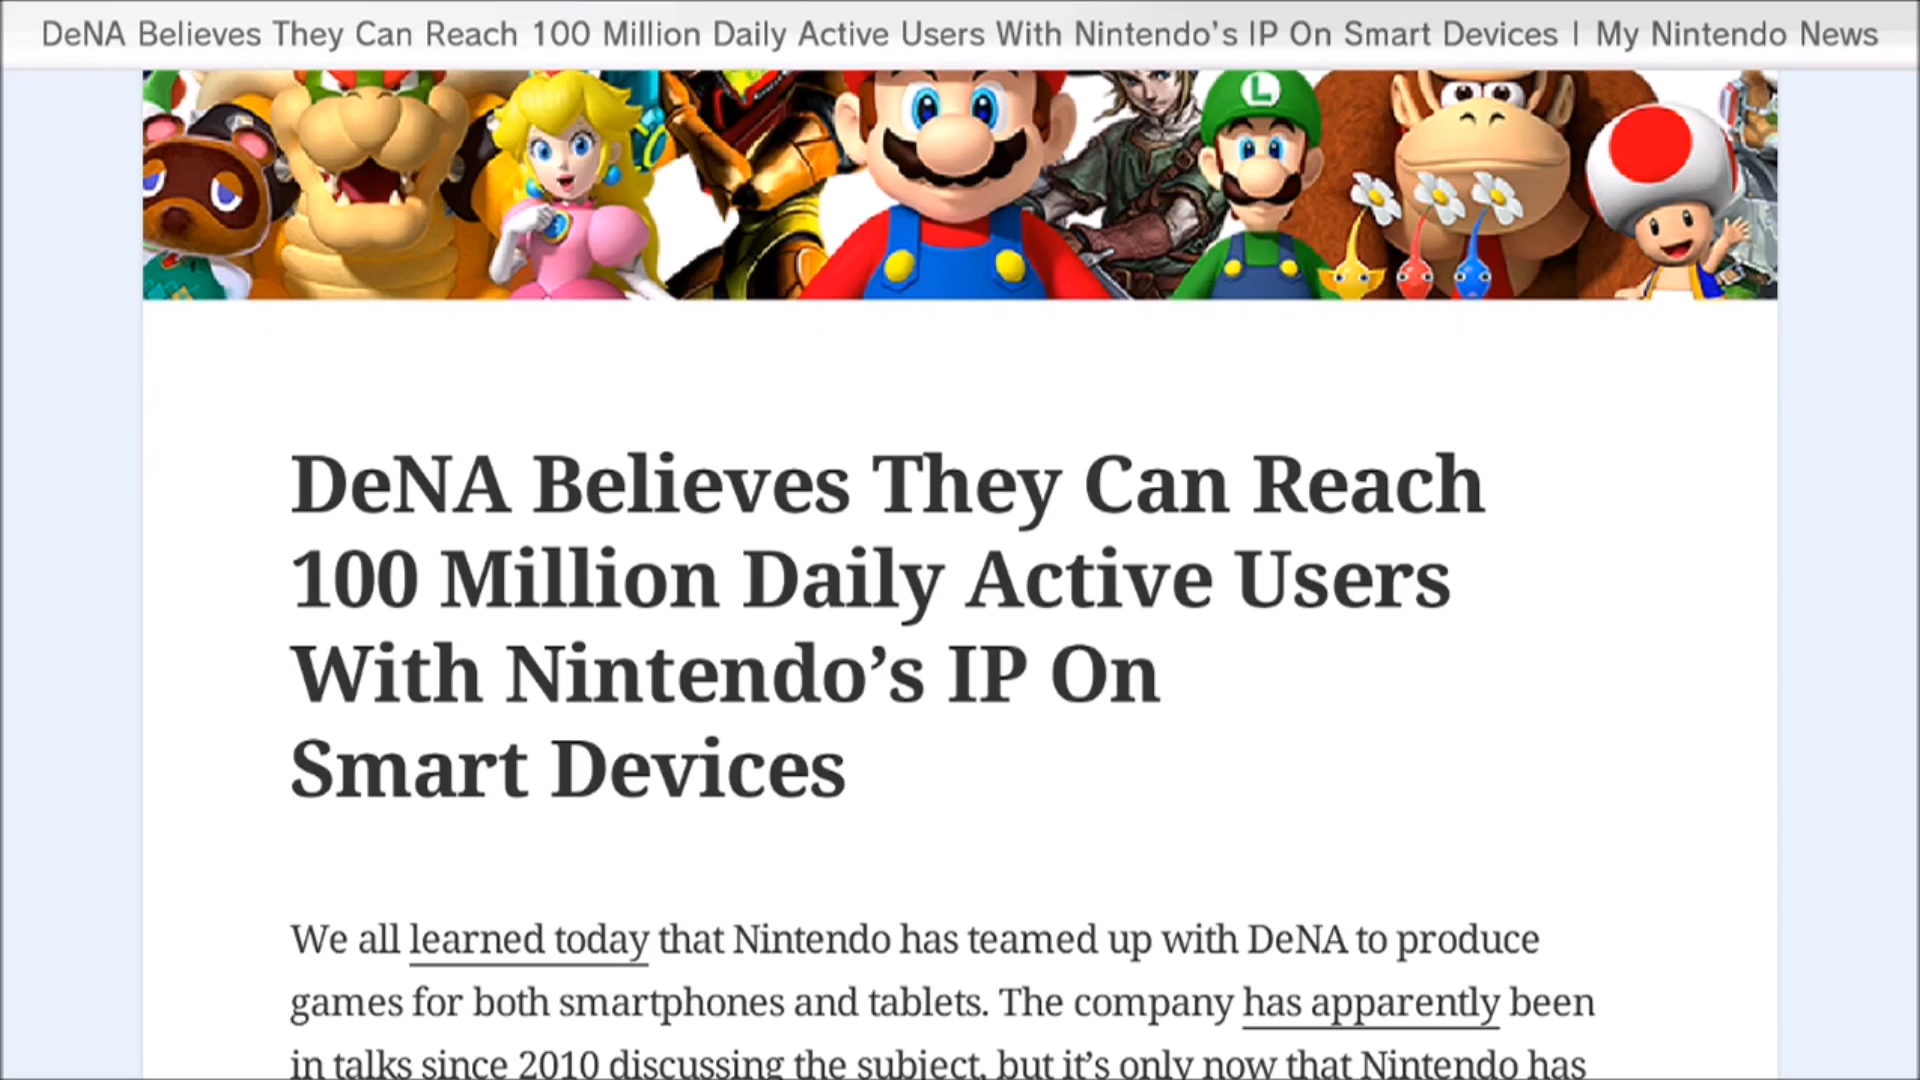 DeNA Believes They Can Reach 100 Million Daily Active Users With Nintendo’s IP On Smart Devices | My Nintendo News
L
DeNA Believes They Can Reach
100 Million Daily Active Users
With Nintendo’s IP On
Smart Devices
We all learned today that Nintendo has teamed up with DeNA to produce
games for both smartphones and tablets. The company has apparently been
in talks since 2010 discussing the subject, but it’s only now that Nintendo has